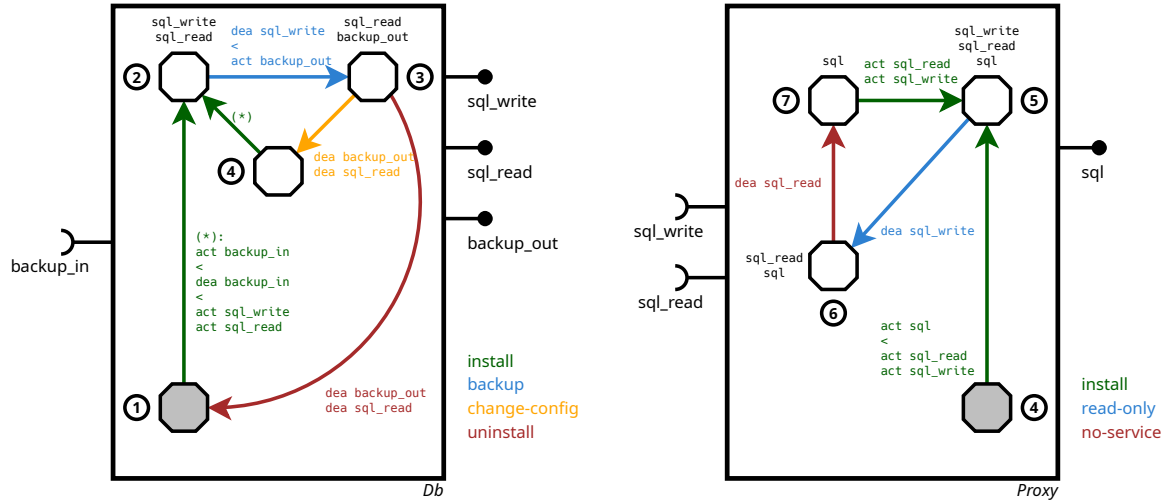 sql_write
sql_read
dea sql_write
<
act backup_out
sql_read
backup_out
2
3
(*)
4
dea backup_out
dea sql_read
(*):
act backup_in
<
dea backup_in
<
act sql_write
act sql_read
1
dea backup_out
dea sql_read
backup_in
sql_write
sql_read
backup_out
install
backup
change-config
uninstall
Db
sql
act sql_read
act sql_write
sql_write
sql_read
sql
7
5
dea sql_read
dea sql_write
sql_read
sql
6
act sql
<
act sql_read
act sql_write
4
sql_write
sql_read
sql
install
read-only
no-service
Proxy